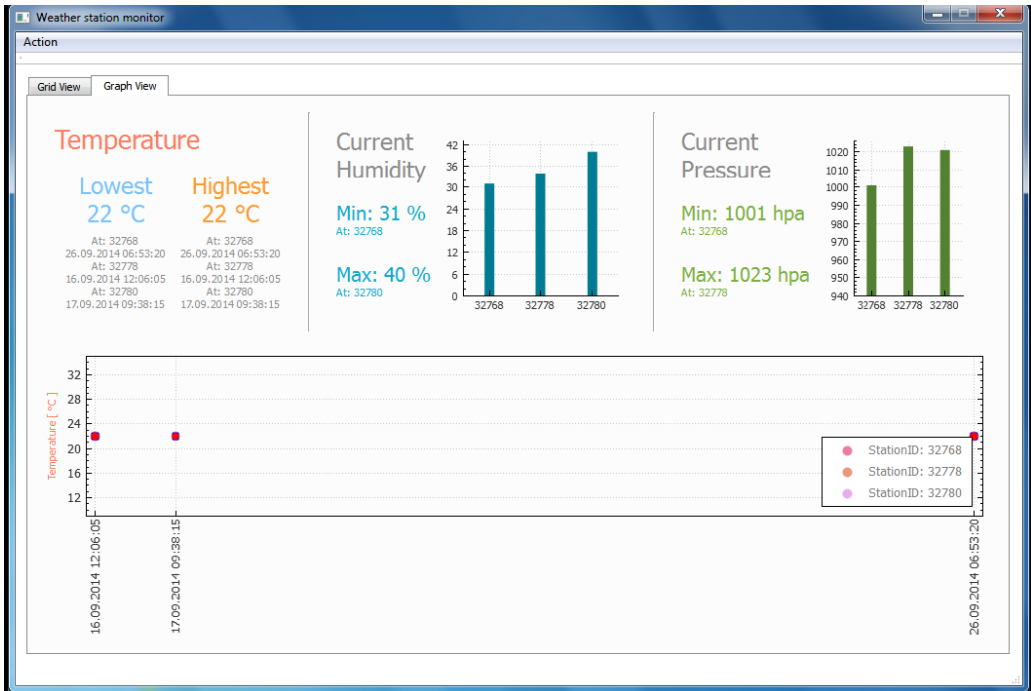 Weather station monitor
Action
Grid View
Graph View
Temperature
Lowest
22 °C
At: 32768
26.09.2014 06:53:20
At: 32778
16.09.2014 12:06:05
At: 32780
17.09.2014 09:38:15
Highest
22 °C
At: 32768
26.09.2014 06:53:20
At: 32778
16.09.2014 12:06:05
At: 32780
17.09.2014 09:38:15
Current
Humidity
Min: 31 %
At: 32768
Max: 40 %
At: 32780
42
36
30
24
18
12
6
0
32768 32778 32780
Current
Pressure
Min: 1001 hpa
At: 32768
Max: 1023 hpa
At: 32778
1020
1010
1000
990
980
970
960
950
940
32768 32778 32780
Temperature [ °C ]
32
28
24
20
16
12
StationID: 32768
StationID: 32778
StationID: 32780
16.09.2014 12:06:05
17.09.2014 09:38:15
26.09.2014 06:53:20